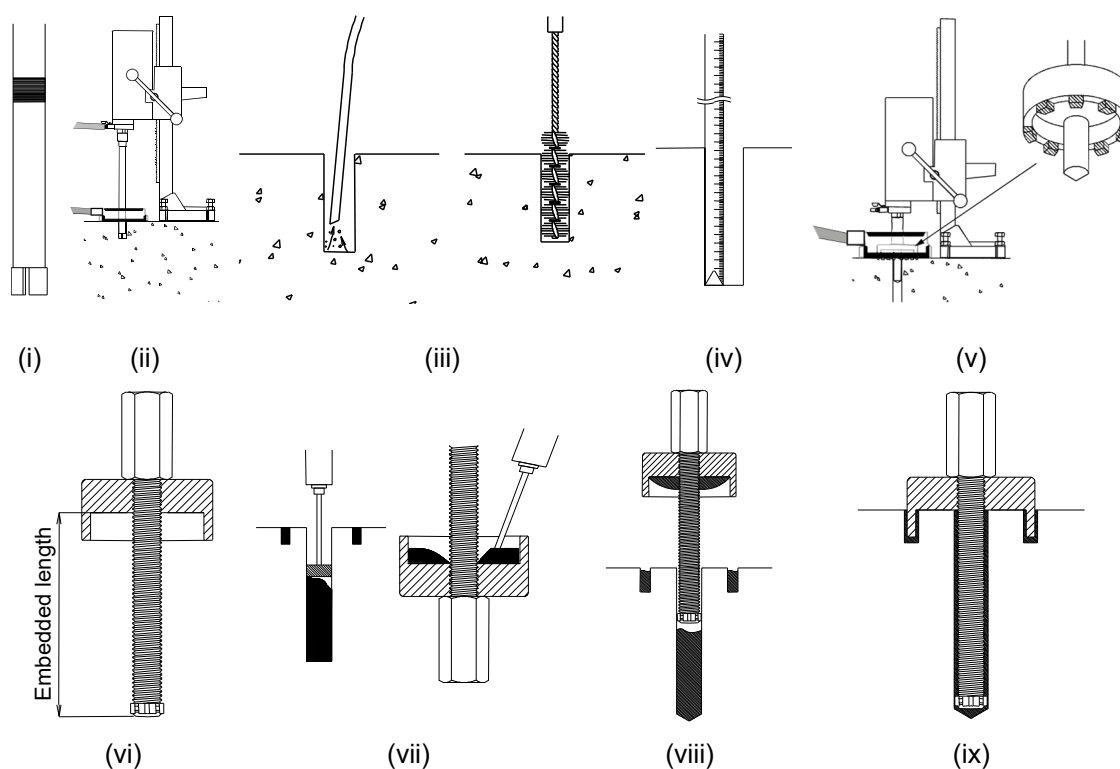 (i)
(ii)
(iii)
(iv)
(v)
Embedded length
(vi)
(vii)
(viii)
(ix)